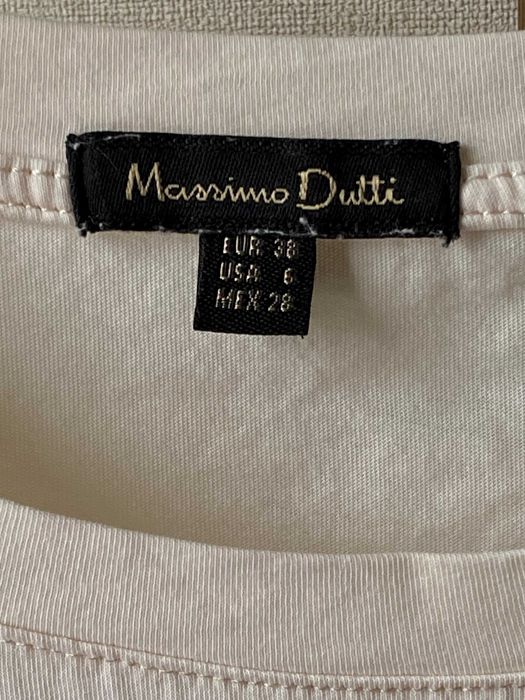 Massimo Dutti
EUR 38
USA 6
MEX 28